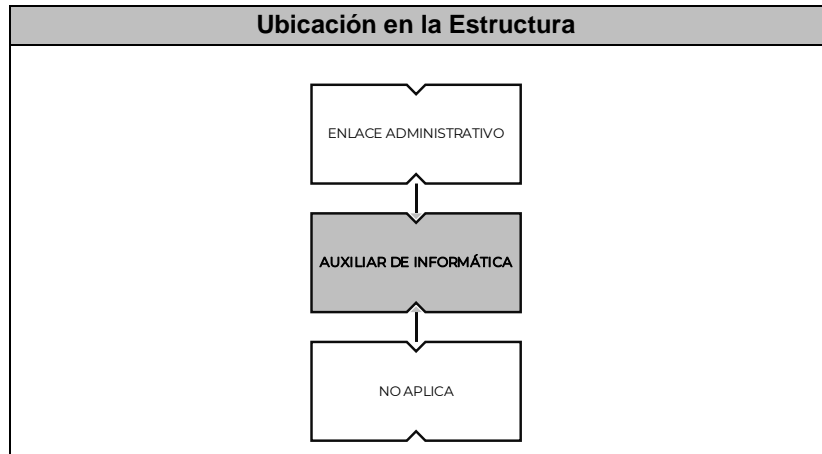 Ubicación en la Estructura
ENLACE ADMINISTRATIVO
AUXILIAR DE INFORMÁTICA
NO APLICA